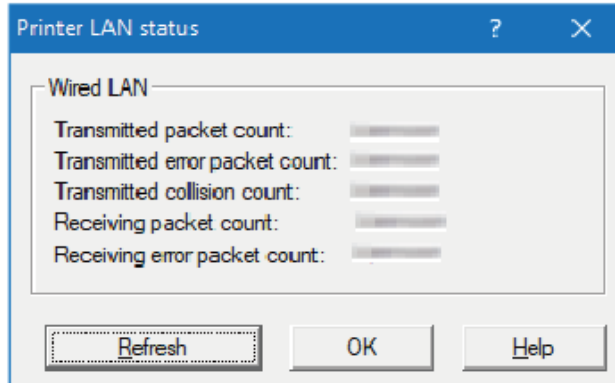 Printer LAN status ?
Wired LAN
Transmitted packet count:
Transmitted error packet count:
Transmitted collision count:
Receiving packet count:
Receiving error packet count:
Refresh OK Help